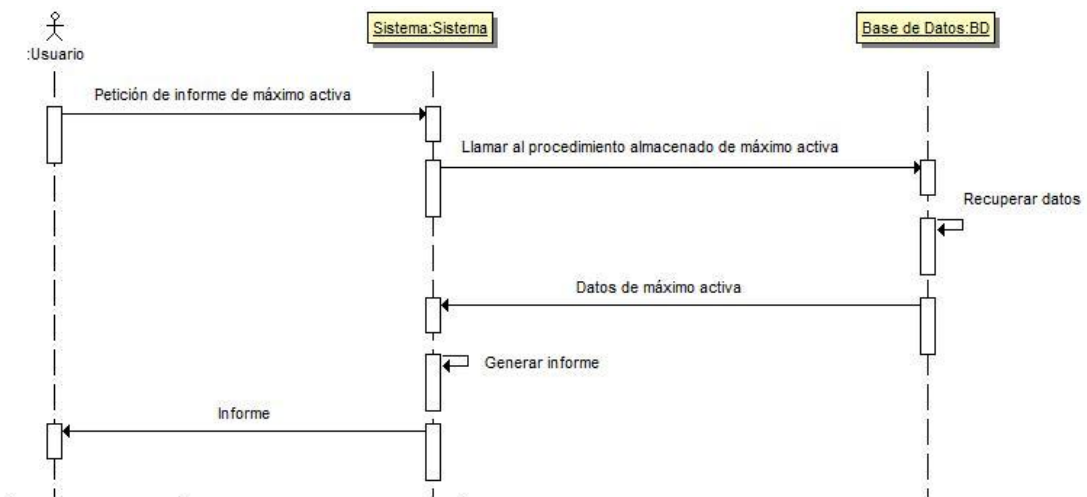 :Usuario
Sistema:Sistema
Base de Datos:BD
Petición de informe de máximo activa
Llamar al procedimiento almacenado de máximo activa
Recuperar datos
Datos de máximo activa
Generar informe
Informe